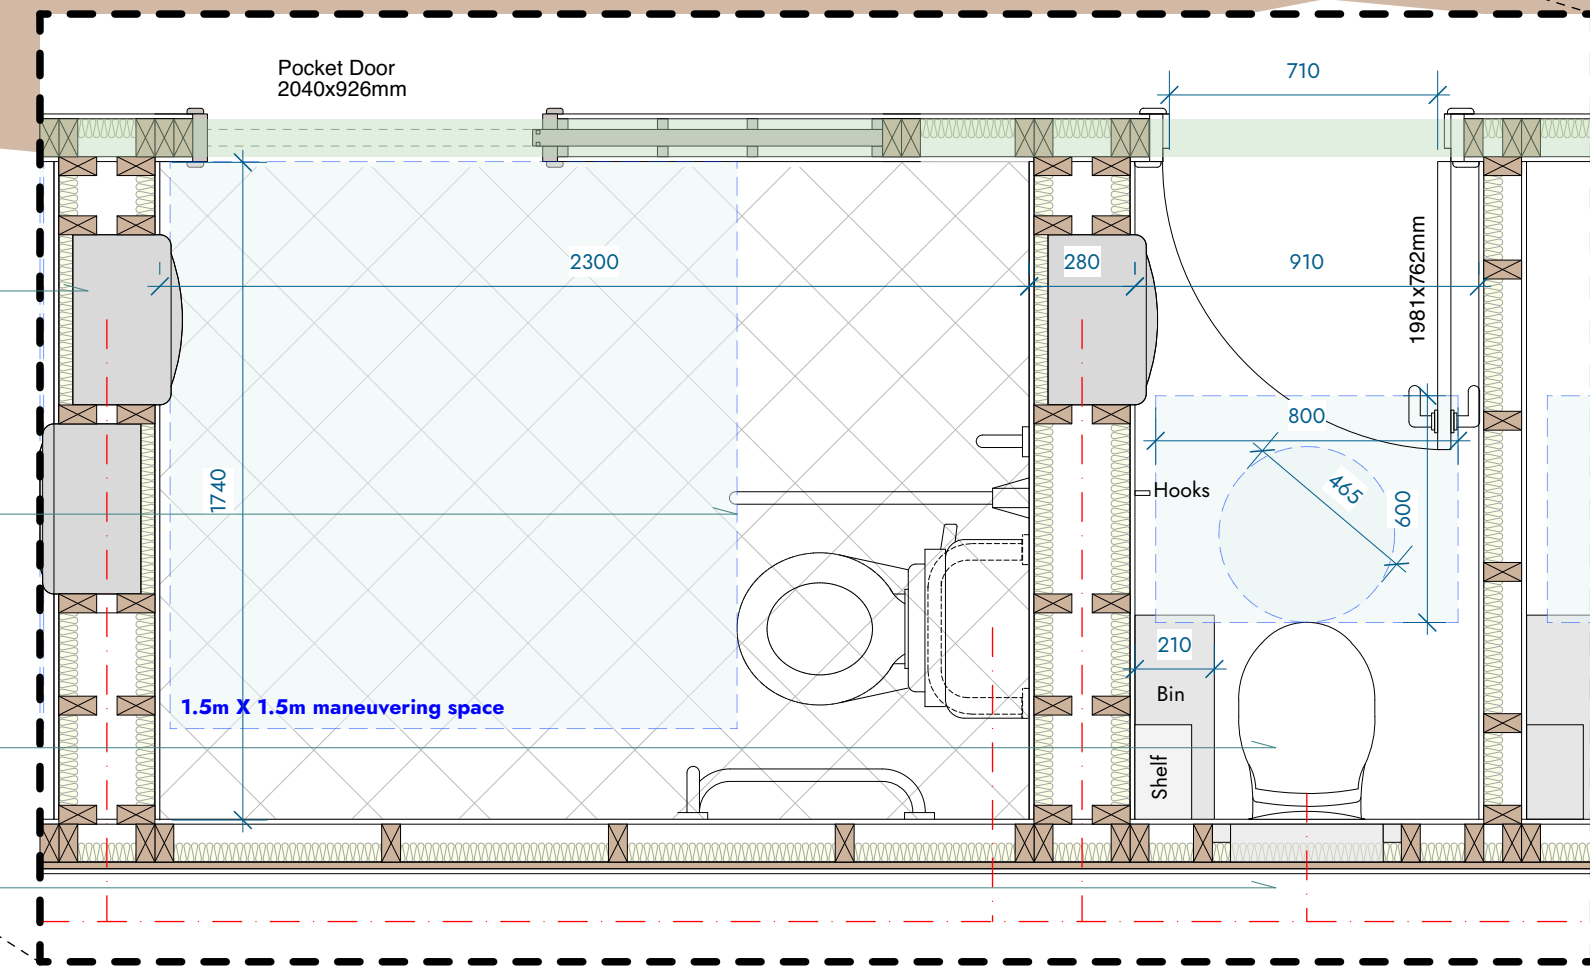 Pocket Door
2040x926mm
710
2300
280
910
1981x762mm
800
1740
465
600
Hooks
210
Bin
1.5m X 1.5m maneuvering space
Shelf